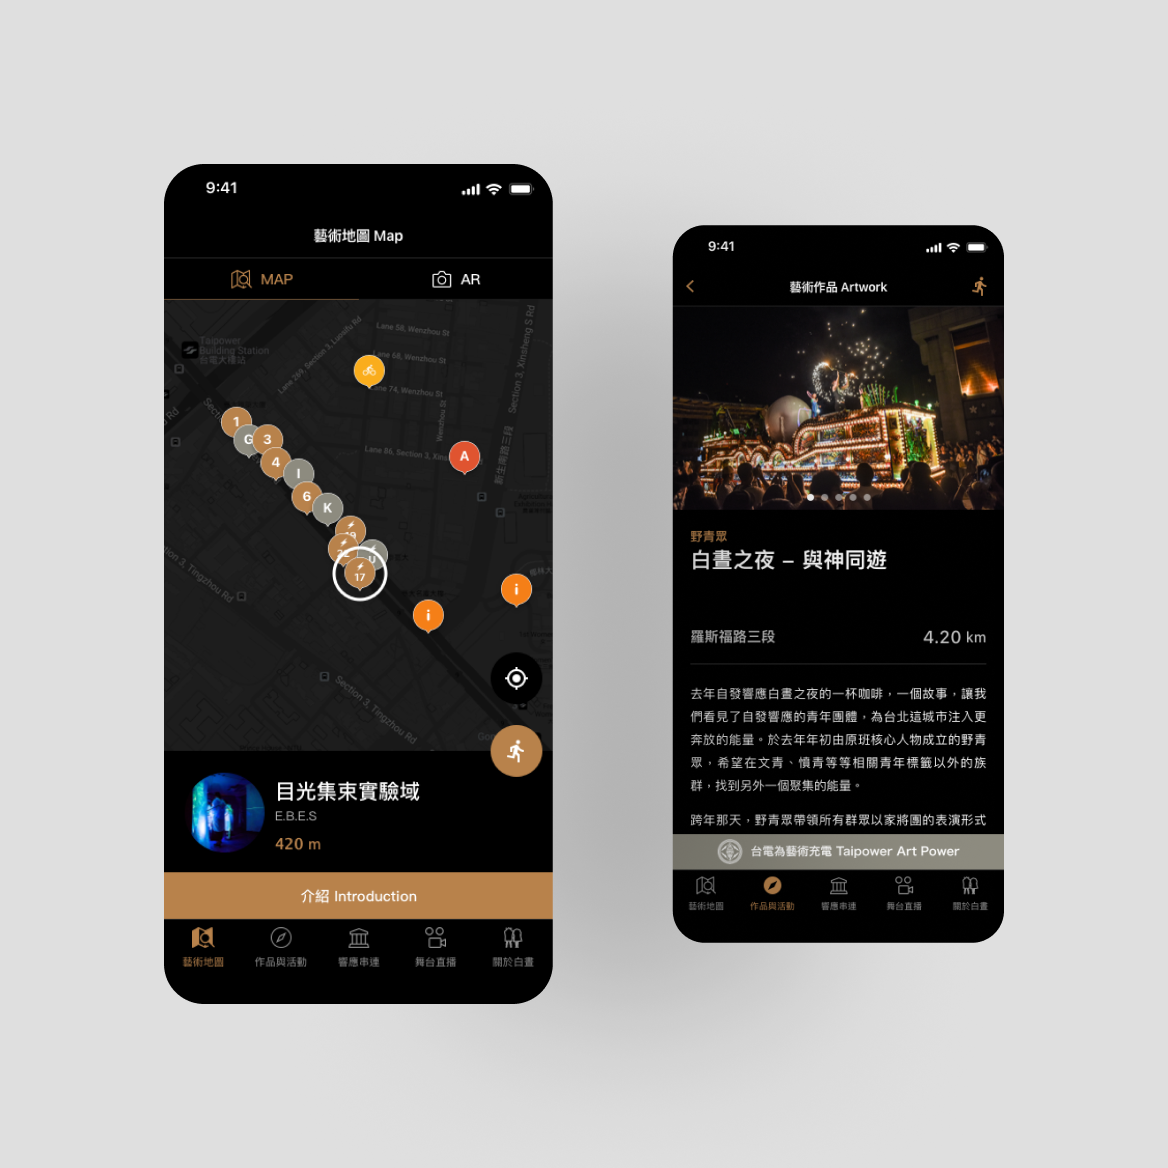 9:41
藝術地圖 Map
MAP
AR
Taipower
Building Station
台電大樓站
Lane 269, Section 3, Luosifu Rd
Lane 58, Wenzhou St
Lane 68, Wenzhou St
Lane 74, Wenzhou St
Wenzhou St
Section 3, Xinsheng S Rd
新生南路三段
Lane 86, Section 3, Xins
Section 3, Tingzhou Rd
1
G
3
4
I
6
K
A
U
17
i
i
目光集束實驗域
E.B.E.S
420 m
介紹 Introduction
藝術地圖
作品與活動
響應串連
舞台直播
關於白晝
9:41
藝術作品 Artwork
野青眾
白晝之夜 – 與神同遊
羅斯福路三段
4.20 km
去年自發響應白晝之夜的一杯咖啡，一個故事，讓我
們看見了自發響應的青年團體，為台北這城市注入更
奔放的能量。於去年年初由原班核心人物成立的野青
眾，希望在文青、憤青等等相關青年標籤以外的族
群，找到另外一個聚集的能量。
跨年那天，野青眾帶領所有群眾以家將團的表演形式
台電為藝術充電 Taipower Art Power
藝術地圖
作品與活動
響應串連
舞台直播
關於白晝